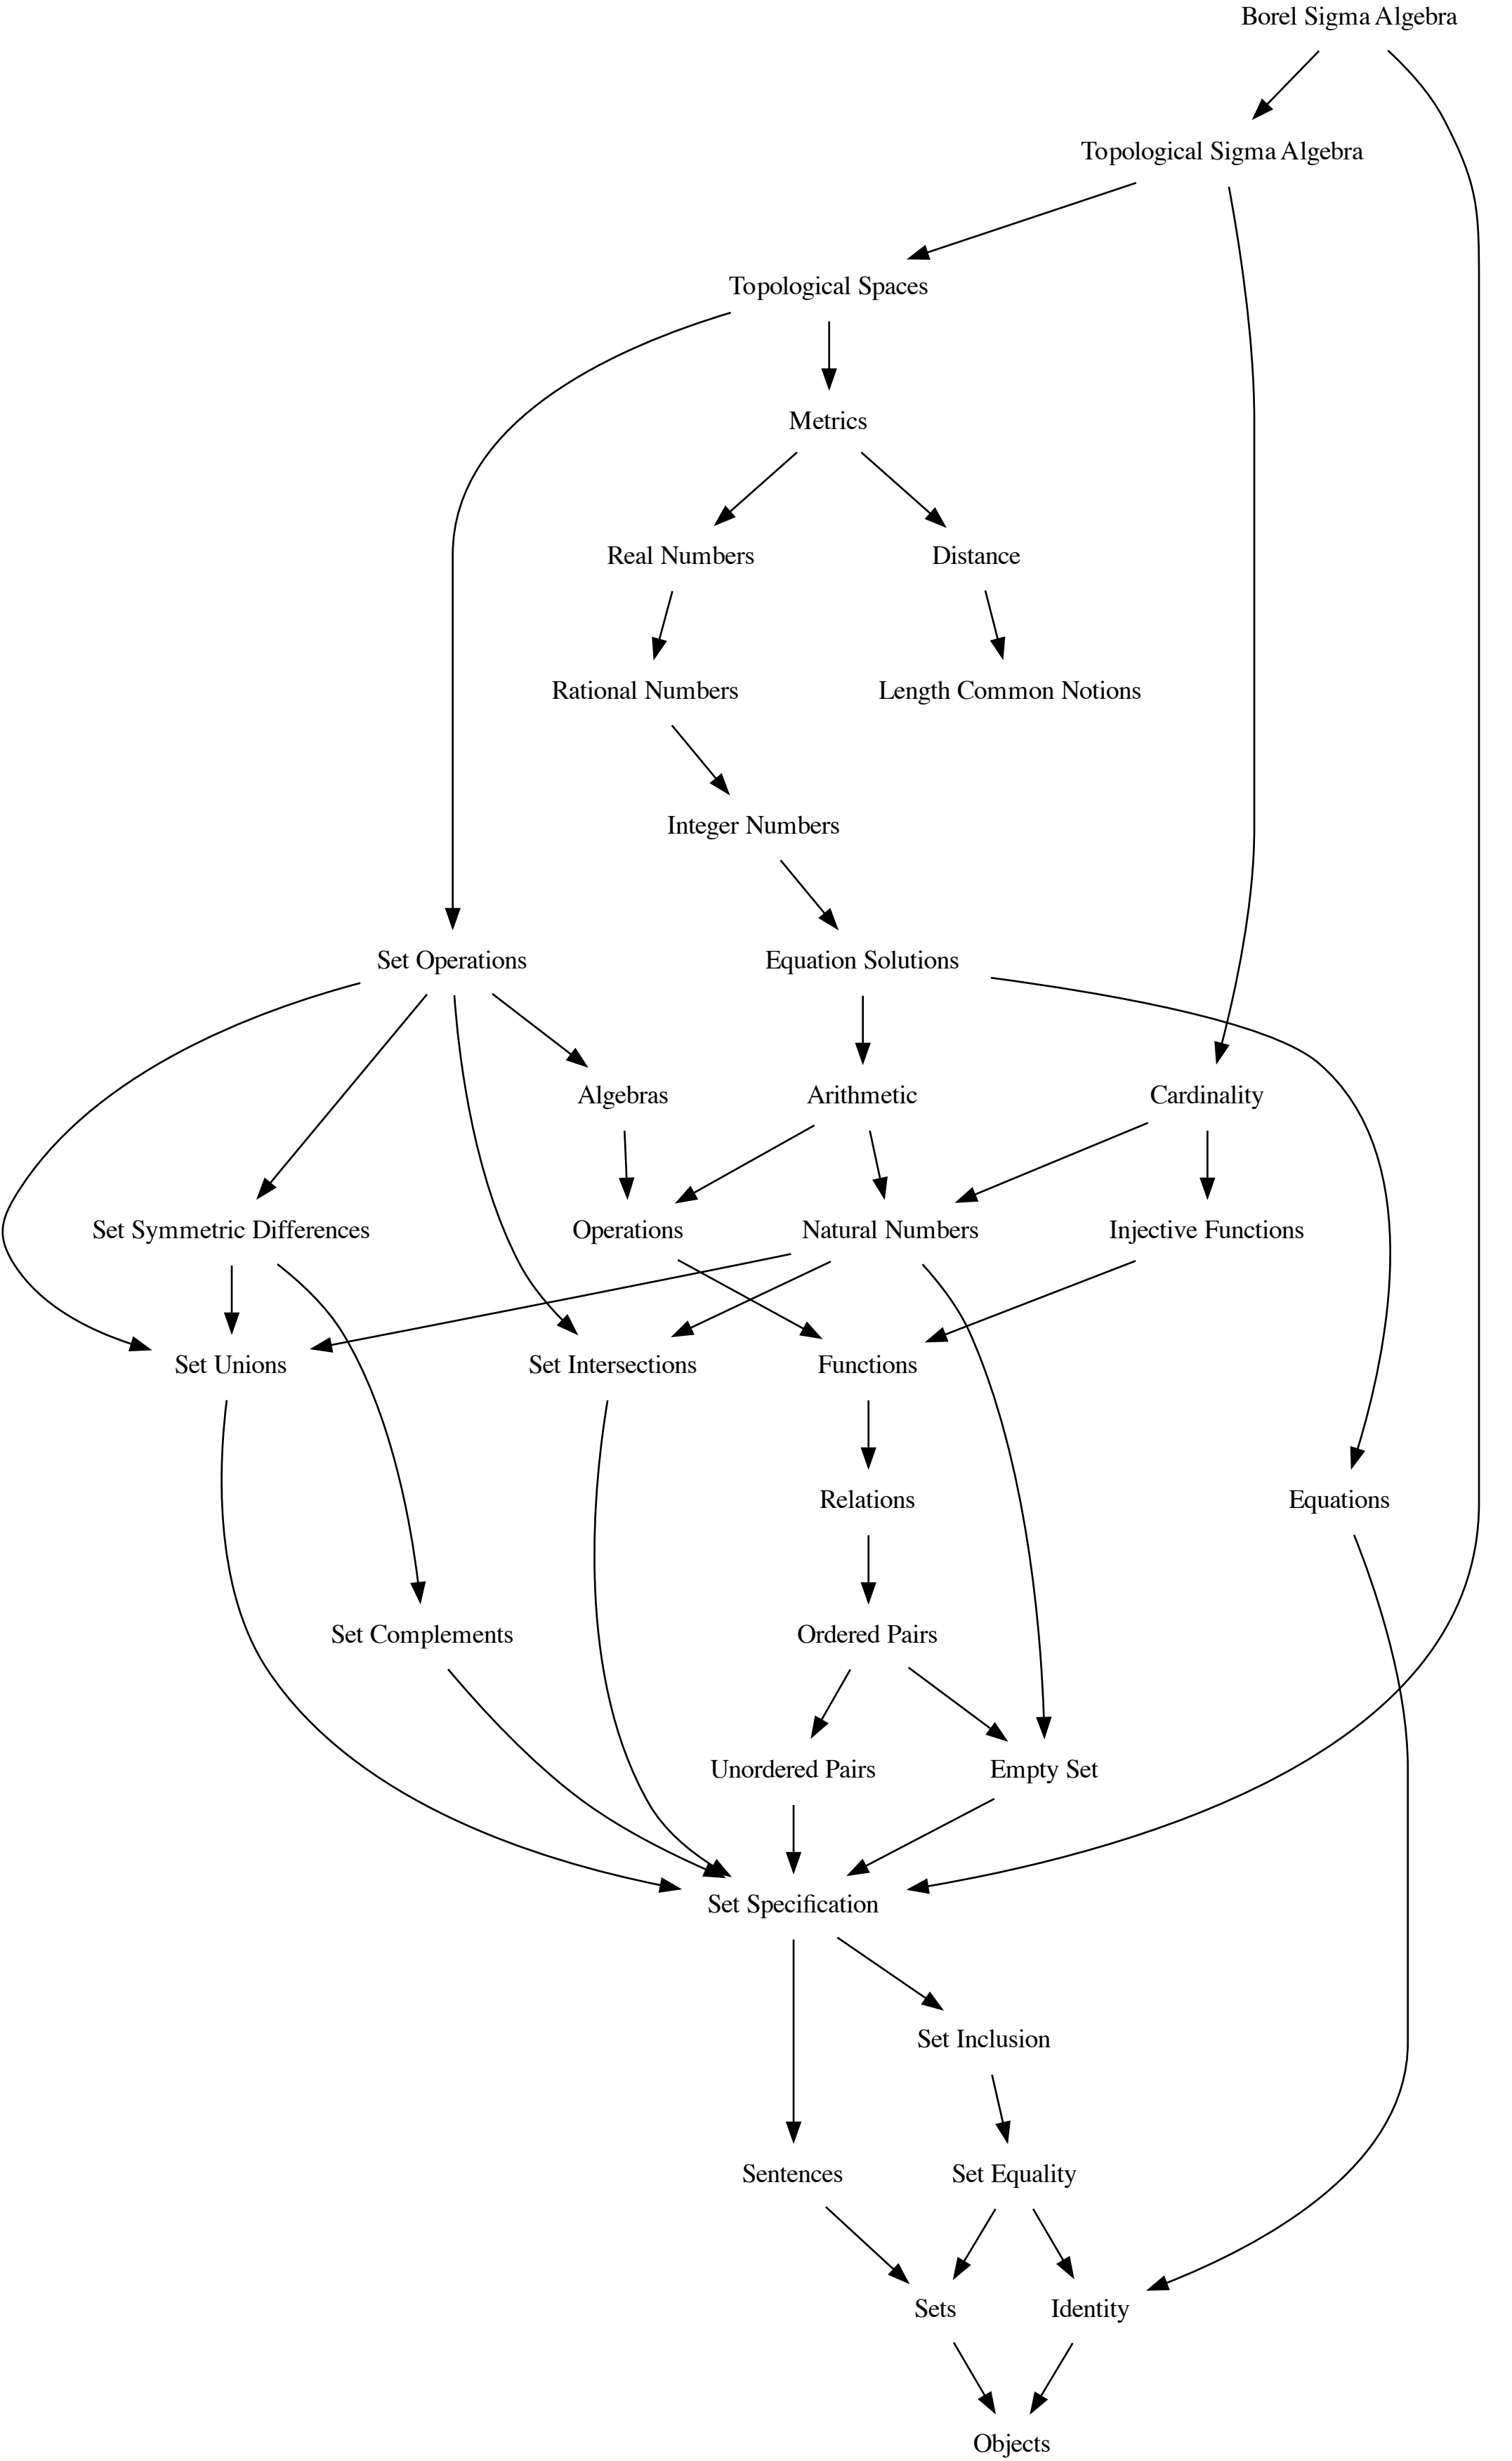 Borel Sigma Algebra
Topological Sigma Algebra
Topological Spaces
Metrics
Real Numbers
Distance
Rational Numbers
Length Common Notions
Integer Numbers
Set Operations
Equation Solutions
Algebras
Arithmetic
Cardinality
Set Symmetric Differences
Operations
Natural Numbers
Injective Functions
Set Unions
Set Intersections
Functions
Relations
Equations
Set Complements
Ordered Pairs
Unordered Pairs
Empty Set
Set Specification
Set Inclusion
Sentences
Set Equality
Sets
Identity
Objects